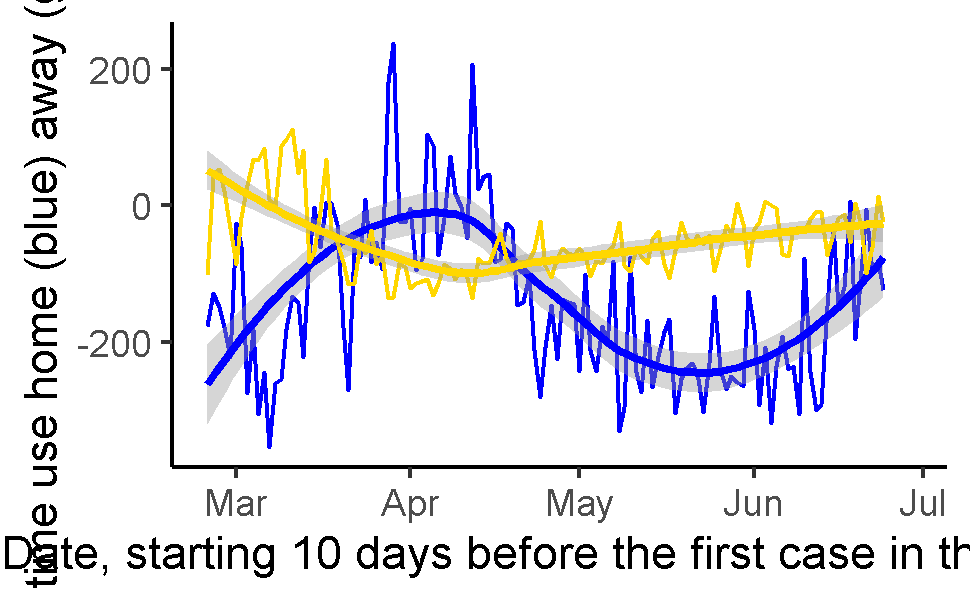 time use home (blue) away (g
200
0
-200
Mar Apr May Jun Jul
Date, starting 10 days before the first case in th